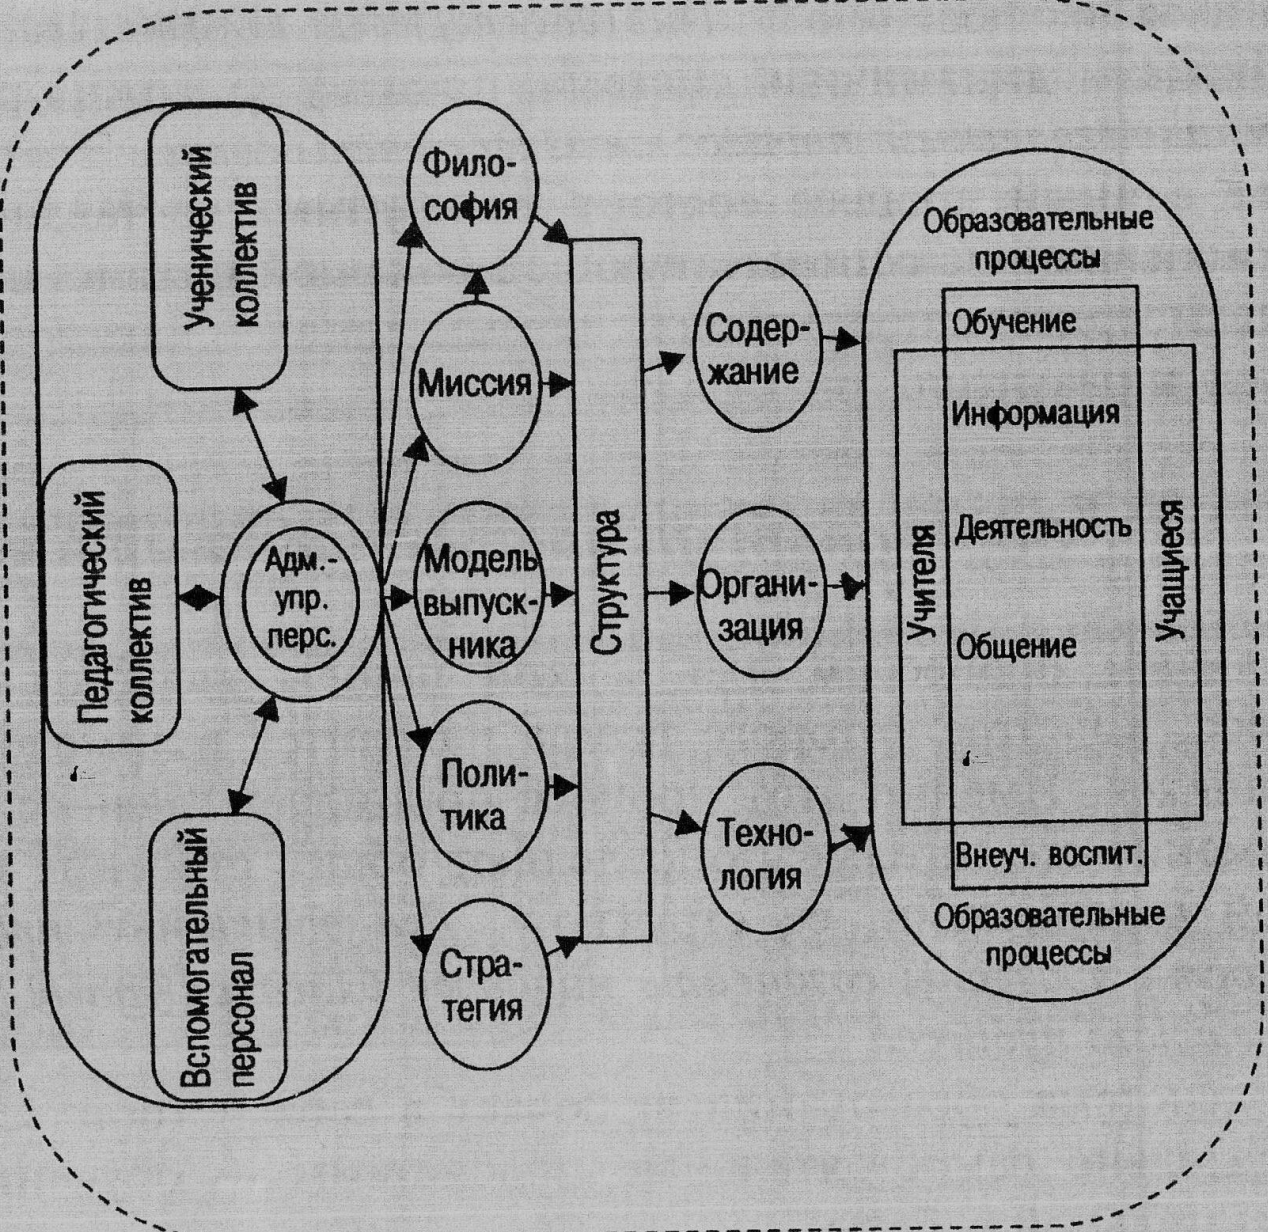 Ученический
коллектив
Педагогический
коллектив
Вспомогательный
персонал
Адм.-
упр.
перс.
Фило-
софия
Миссия
Модель
выпуск-
ника
Поли-
тика
Стра-
тегия
Структура
Содер-
жание
Органи-
зация
Техно-
логия
Образовательные
процессы
Обучение
Информация
Деятельность
Общение
Учителя
Учащиеся
Внеуч. воспит.
Образовательные
процессы